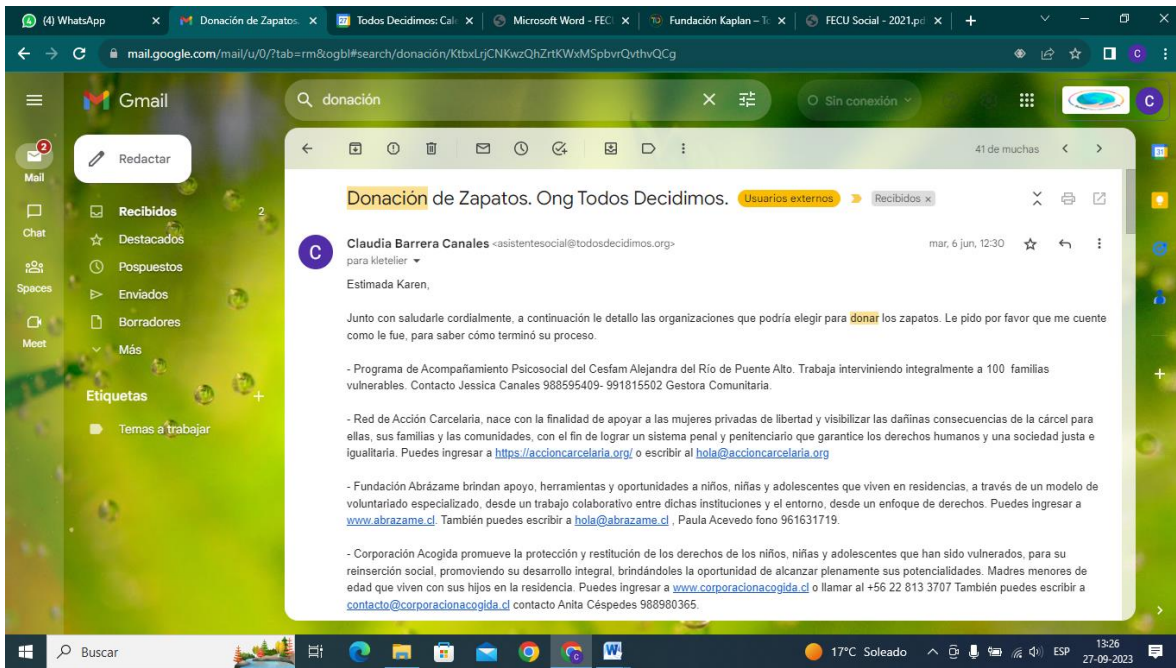 (4) WhatsApp
Donación de Zapatos.
Todos Decidimos: Cale
Microsoft Word - FECU
Fundación Kaplan – To
FECU Social - 2021.pd
mail.google.com/mail/u/0/?tab=rm&ogbl#search/donación/KtbxLrjCNKwzQhZrtKWxMSpbvrQvthvQCg
Gmail
donación
Sin conexión
C
Redactar
2
Mail
Chat
Spaces
Meet
Recibidos 2
Destacados
Pospuestos
Enviados
Borradores
Más
Etiquetas
Temas a trabajar
41 de muchas
Donación de Zapatos. Ong Todos Decidimos. Usuarios externos Recibidos x
C
Claudia Barrera Canales <asistentesocial@todosdecidimos.org>
mar, 6 jun, 12:30
para kletelier
Estimada Karen,
Junto con saludarle cordialmente, a continuación le detallo las organizaciones que podría elegir para donar los zapatos. Le pido por favor que me cuente
como le fue, para saber cómo terminó su proceso.
- Programa de Acompañamiento Psicosocial del Cesfam Alejandra del Río de Puente Alto. Trabaja interviniendo integralmente a 100 familias
vulnerables. Contacto Jessica Canales 988595409- 991815502 Gestora Comunitaria.
- Red de Acción Carcelaria, nace con la finalidad de apoyar a las mujeres privadas de libertad y visibilizar las dañinas consecuencias de la cárcel para
ellas, sus familias y las comunidades, con el fin de lograr un sistema penal y penitenciario que garantice los derechos humanos y una sociedad justa e
igualitaria. Puedes ingresar a https://accioncarcelaria.org/ o escribir al hola@accioncarcelaria.org
- Fundación Abrázame brindan apoyo, herramientas y oportunidades a niños, niñas y adolescentes que viven en residencias, a través de un modelo de
voluntariado especializado, desde un trabajo colaborativo entre dichas instituciones y el entorno, desde un enfoque de derechos. Puedes ingresar a
www.abrazame.cl. También puedes escribir a hola@abrazame.cl , Paula Acevedo fono 961631719.
- Corporación Acogida promueve la protección y restitución de los derechos de los niños, niñas y adolescentes que han sido vulnerados, para su
reinserción social, promoviendo su desarrollo integral, brindándoles la oportunidad de alcanzar plenamente sus potencialidades. Madres menores de
edad que viven con sus hijos en la residencia. Puedes ingresar a www.corporacionacogida.cl o llamar al +56 22 813 3707 También puedes escribir a
contacto@corporacionacogida.cl contacto Anita Céspedes 988980365.
Buscar
17°C Soleado
ESP
13:26
27-09-2023